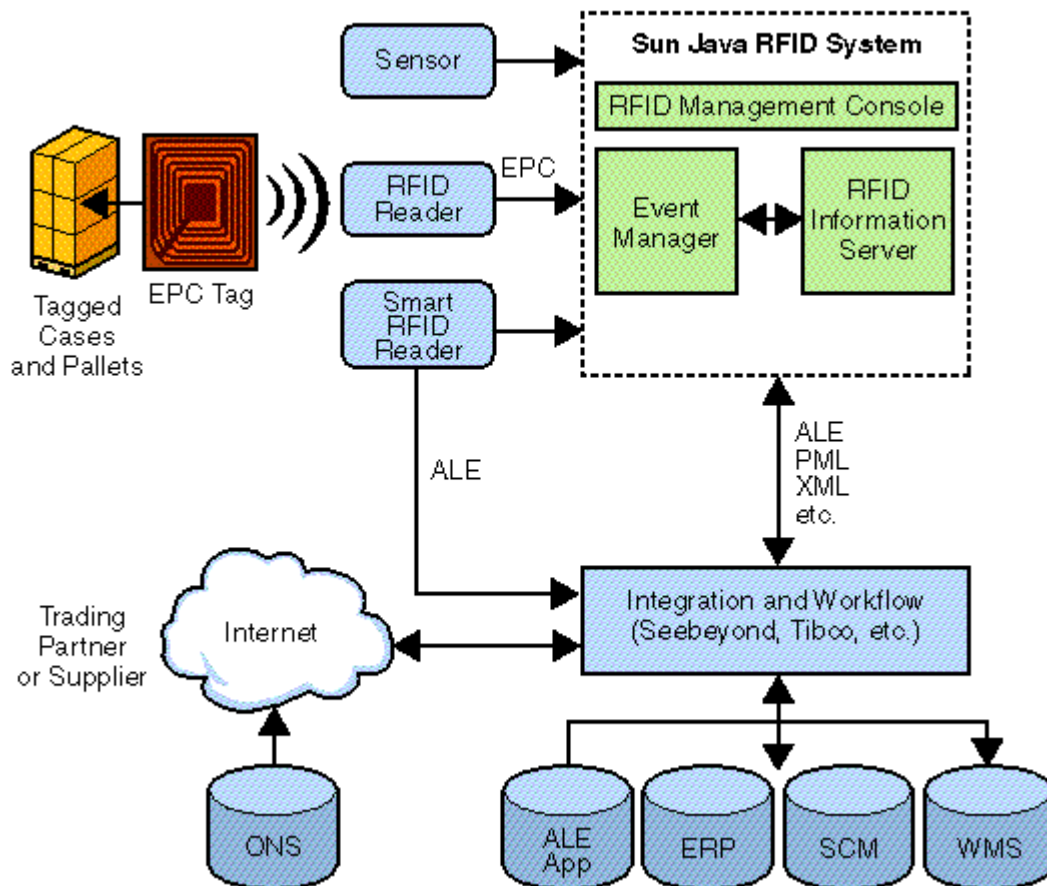 Sensor
Sun Java RFID System
RFID Management Console
EPC
RFID
Reader
Event
Manager
RFID
Information
Server
EPC Tag
Tagged
Cases
and Pallets
Smart
RFID
Reader
ALE
ALE
PML
XML
etc.
Trading
Partner
or Supplier
Internet
Integration and Workflow
(Seebeyond, Tibco, etc.)
ONS
ALE
App
ERP
SCM
WMS